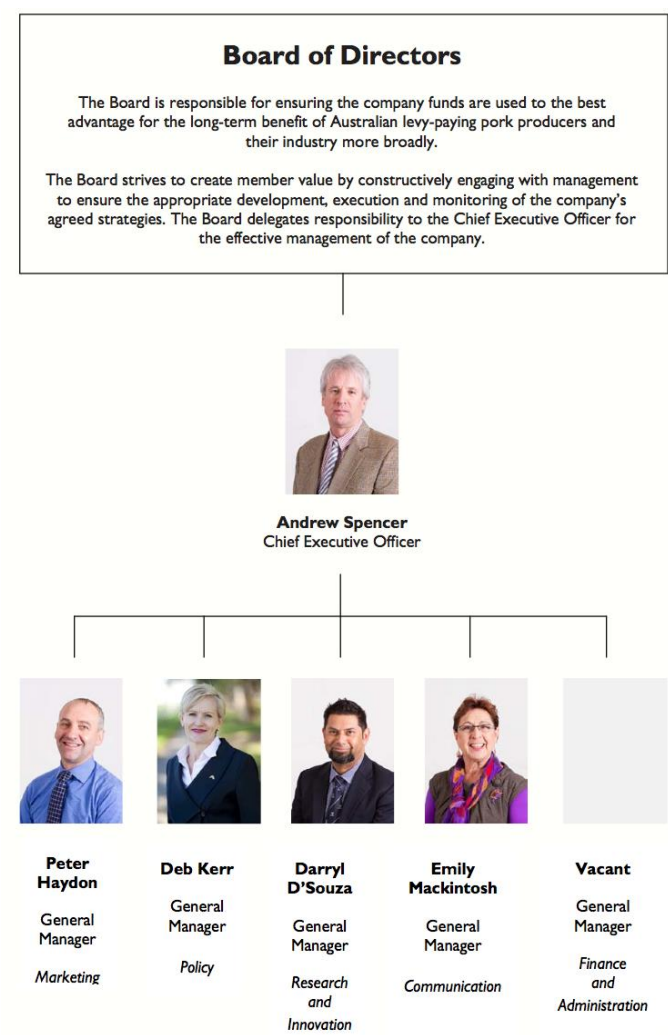 Board of Directors
The Board is responsible for ensuring the company funds are used to the best
advantage for the long-term benefit of Australian levy-paying pork producers and
their industry more broadly.
The Board strives to create member value by constructively engaging with management
to ensure the appropriate development, execution and monitoring of the company's
agreed strategies. The Board delegates responsibility to the Chief Executive Officer for
the effective management of the company.
Andrew Spencer
Chief Executive Officer
Peter
Haydon
General
Manager
Marketing
Deb Kerr
General
Manager
Policy
Darryl
D'Souza
General
Manager
Research
and
Innovation
Emily
Mackintosh
General
Manager
Communication
Vacant
General
Manager
Finance
and
Administration